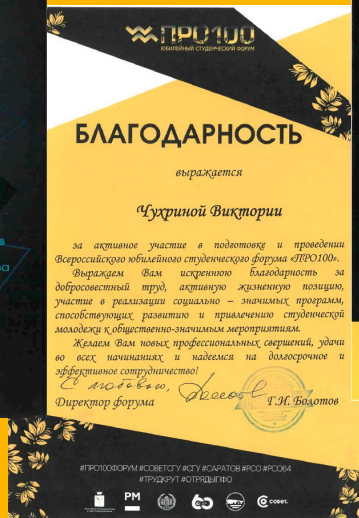 ПРО100
ЮБИЛЕЙНЫЙ СТУДЕНЧЕСКИЙ ФОРУМ
БЛАГОДАРНОСТЬ
выражается
Чухриной Виктории
за активное участие в подготовке и проведении
Всероссийского юбилейного студенческого форума «ПРО100».
Выражаем Вам искреннюю благодарность за
добросовестный труд, активную жизненную позицию,
участие в реализации социально – значимых программ,
способствующих развитию и привлечению студенческой
молодежи к общественно-значимым мероприятиям.
Желаем Вам новых профессиональных свершений, удачи
во всех начинаниях и надеемся на долгосрочное и
эффективное сотрудничество!
С любовью,
Директор форума Г.Н. Болотов
#ПРО100ФОРУМ #СОВЕТСГУ #СГУ #САРАТОВ #РСО #РСО64
#ТРУДКРУТ #ОТРЯДЫПФО
РМ
СОВЕТ.